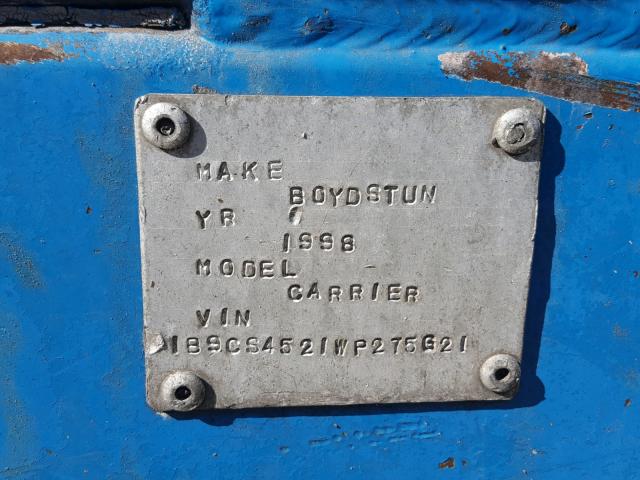 MAKE
BOYDSTUN
YR
1998
MODEL
CARRIER
VIN
1B9CS4521WP275621